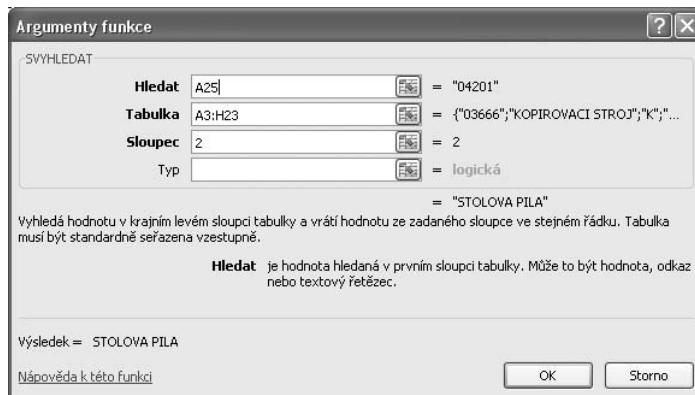 Argumenty funkce
SVYHLEDAT
Hledat A25 = "04201"
Tabulka A3:H23 = {"03666";"KOPIROVACI STROJ";"K";"...
Sloupec 2 = 2
Typ = logická
= "STOLOVA PILA"
Vyhledá hodnotu v krajním levém sloupci tabulky a vrátí hodnotu ze zadaného sloupce ve stejném řádku. Tabulka
musí být standardně seřazena vzestupně.
Hledat je hodnota hledaná v prvním sloupci tabulky. Může to být hodnota, odkaz
nebo textový řetězec.
Výsledek = STOLOVA PILA
Nápověda k této funkci OK Storno